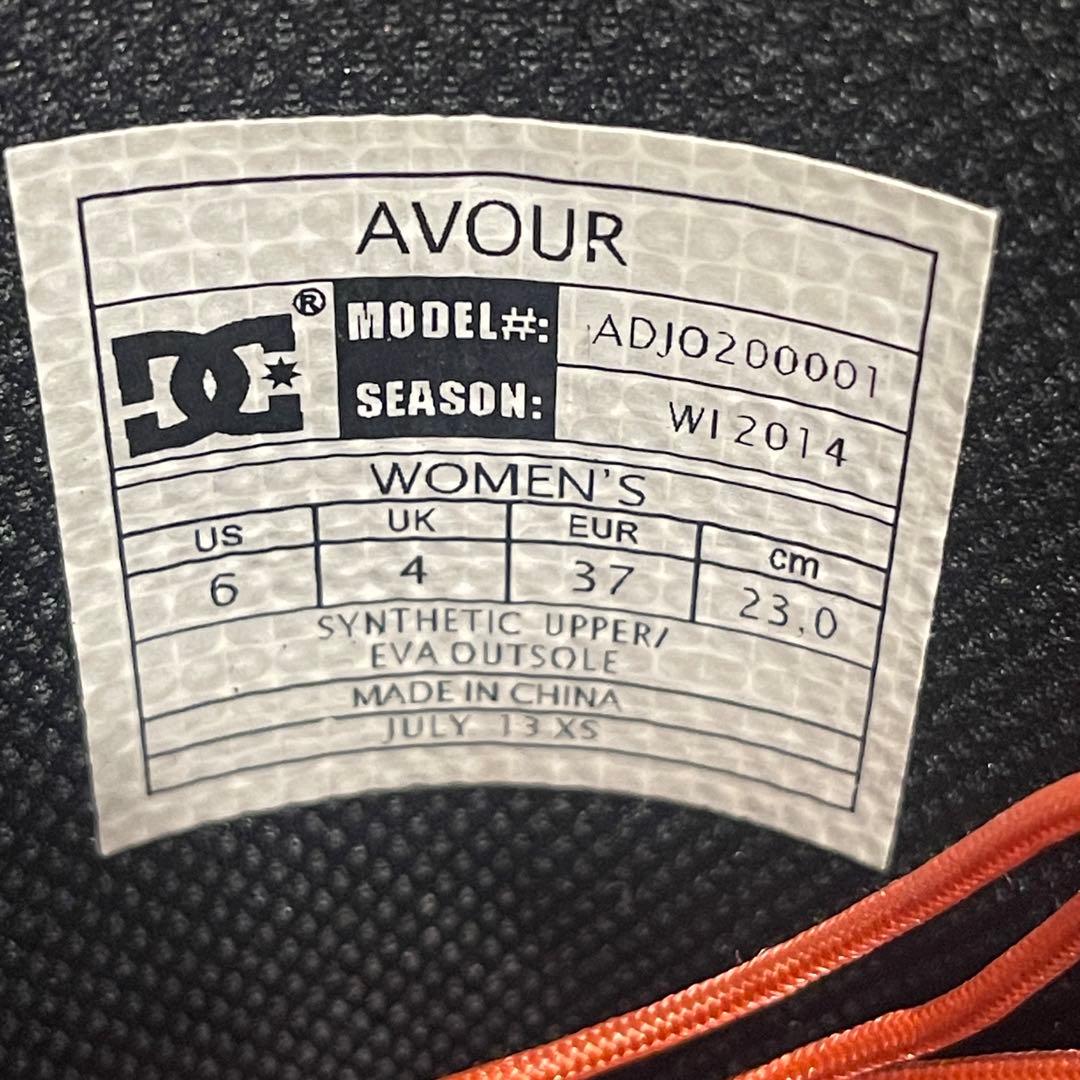 AVOUR
DC ®
MODEL#: ADJO200001
SEASON: WI 2014
WOMEN'S
US UK EUR cm
6 4 37 23.0
SYNTHETIC UPPER/
EVA OUTSOLE
MADE IN CHINA
JULY 13 XS